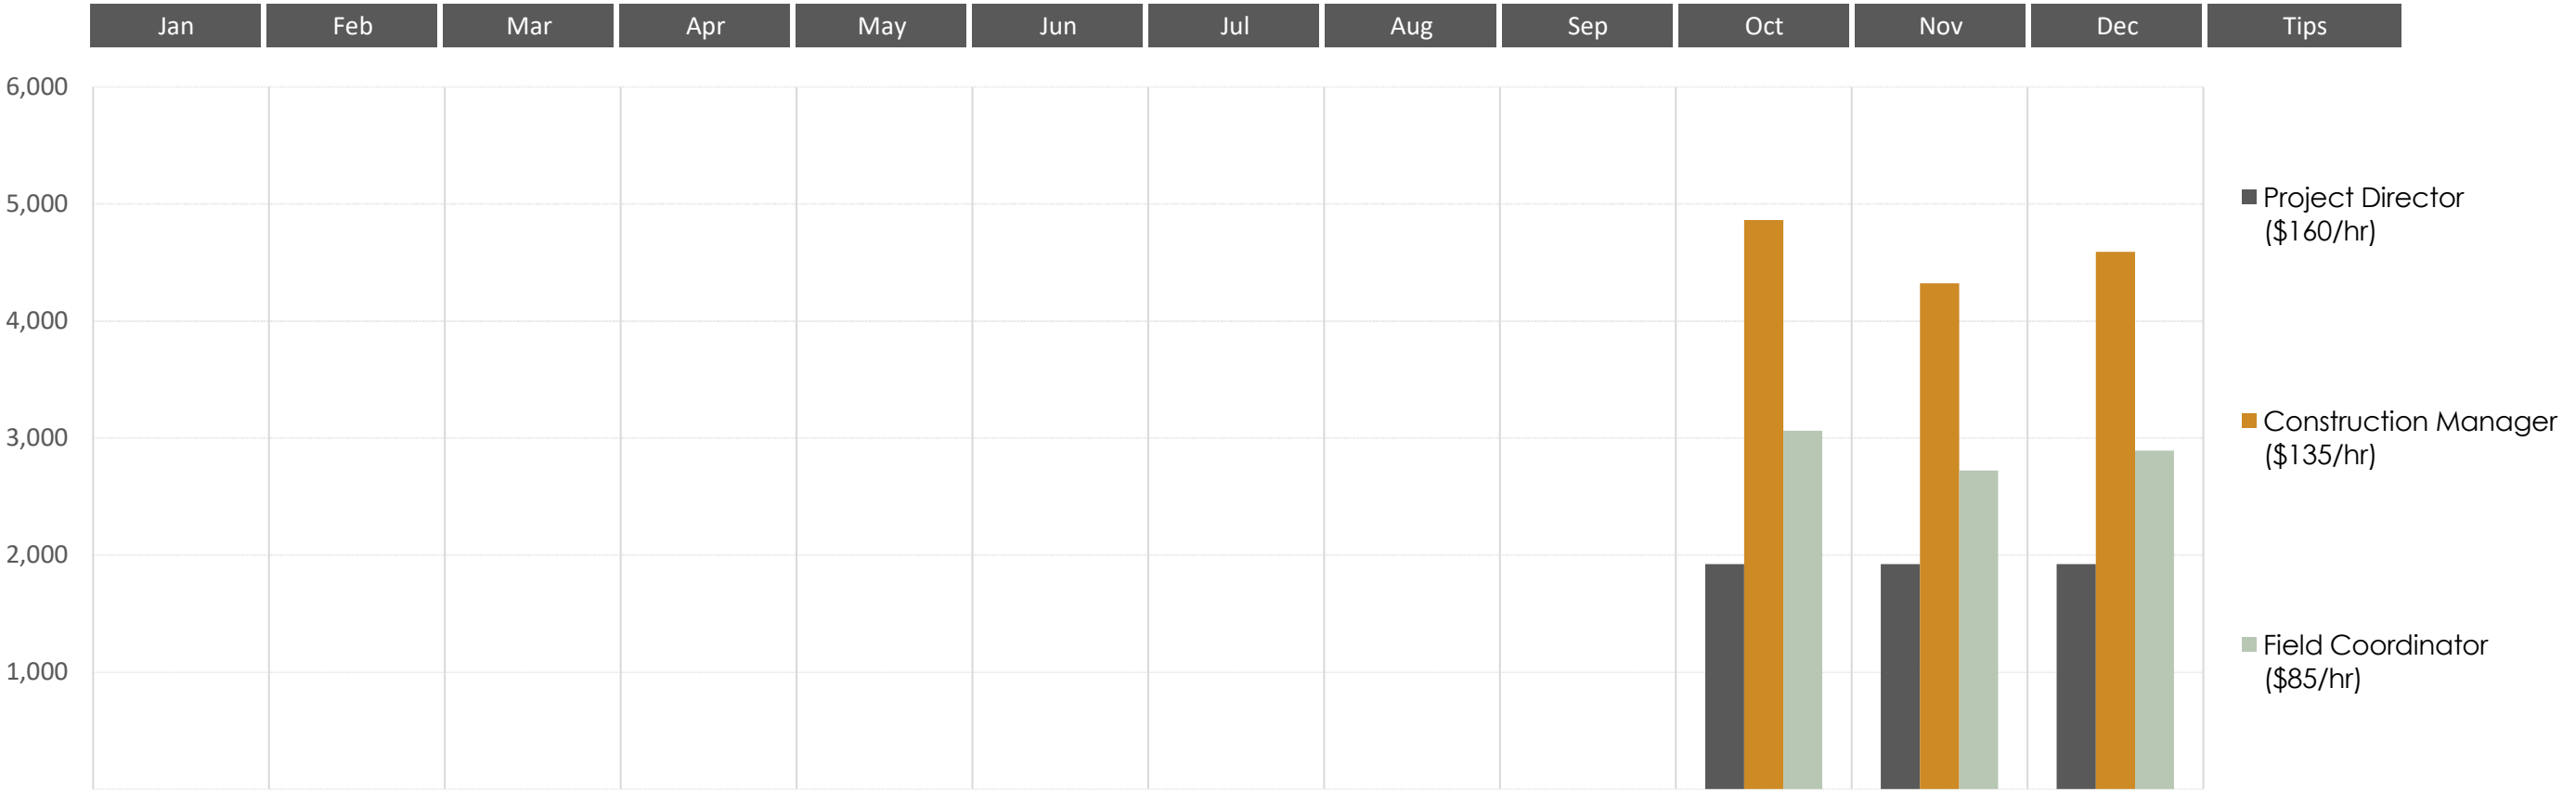 Jan Feb Mar Apr May Jun Jul Aug Sep Oct Nov Dec Tips
6,000
5,000
4,000
3,000
2,000
1,000
Project Director
($160/hr)
Construction Manager
($135/hr)
Field Coordinator
($85/hr)